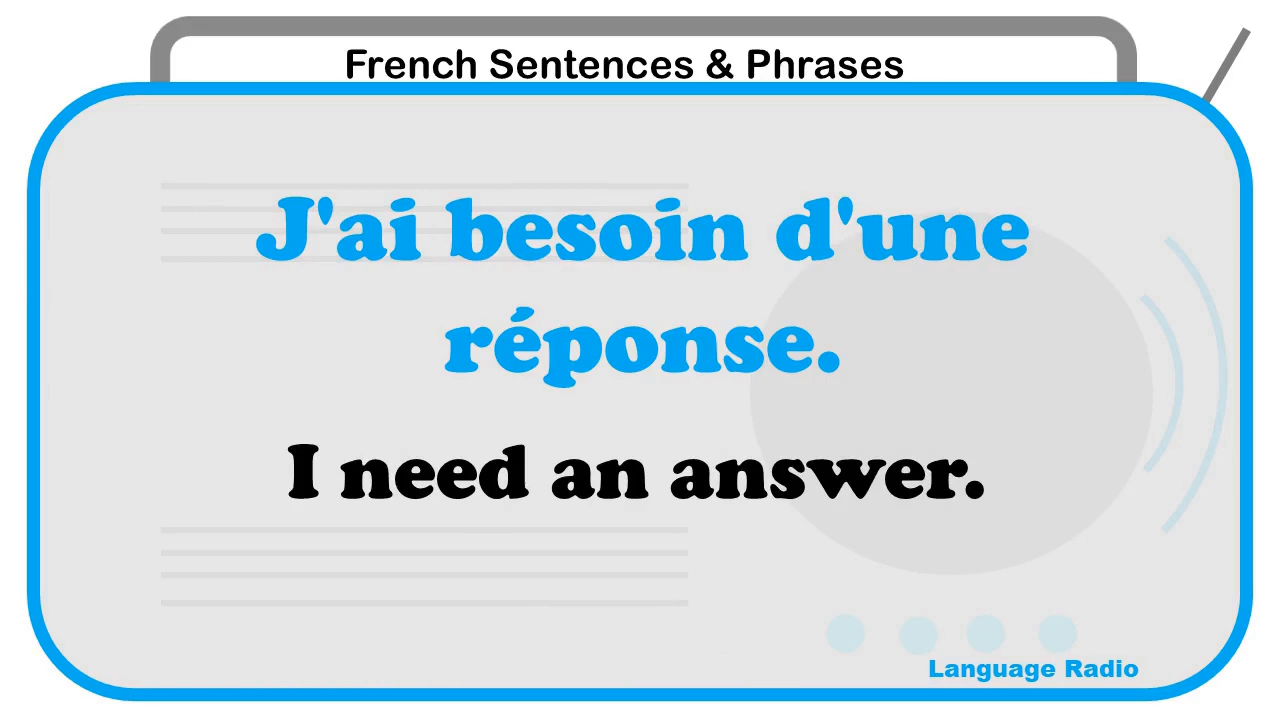 French Sentences & Phrases
J'ai besoin d'une
réponse.
I need an answer.
Language Radio